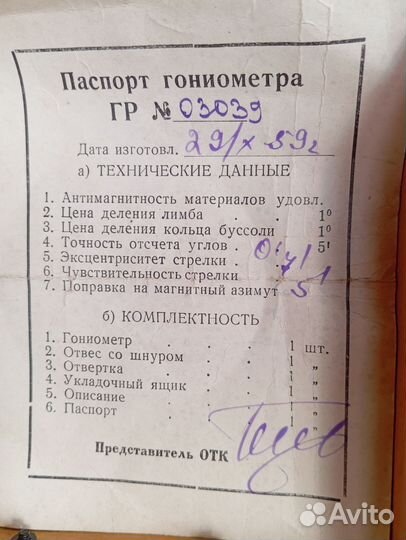 Паспорт гониометра
ГР № 03039
Дата изготовл. 29/X 59г
а) ТЕХНИЧЕСКИЕ ДАННЫЕ
1. Антимагнитность материалов удовл.
2. Цена деления лимба . . 1°
3. Цена деления кольца буссоли 1°
4. Точность отсчета углов . 5'
5. Эксцентриситет стрелки .
6. Чувствительность стрелки
7. Поправка на магнитный азимут
б) КОМПЛЕКТНОСТЬ
1. Гониометр . . . 1 шт.
2. Отвес со шнуром . . 1 „
3. Отвертка . . . 1 „
4. Укладочный ящик . . 1 „
5. Описание . . . 1 „
6. Паспорт . . . 1 „
Представитель ОТК
Avito